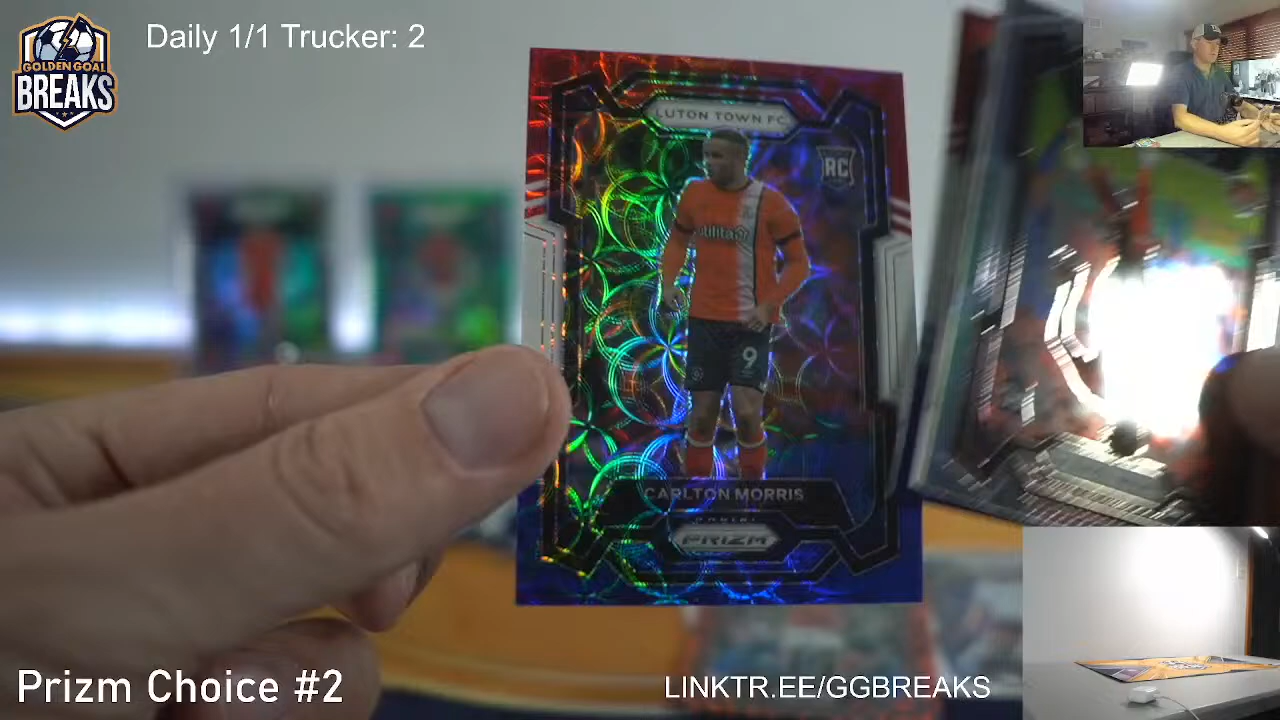 GOLDEN GOAL
BREAKS
Daily 1/1 Trucker: 2
LUTON TOWN FC
RC
utilita
9
CARLTON MORRIS
PANINI
PRIZM
Prizm Choice #2
LINKTR.EE/GGBREAKS